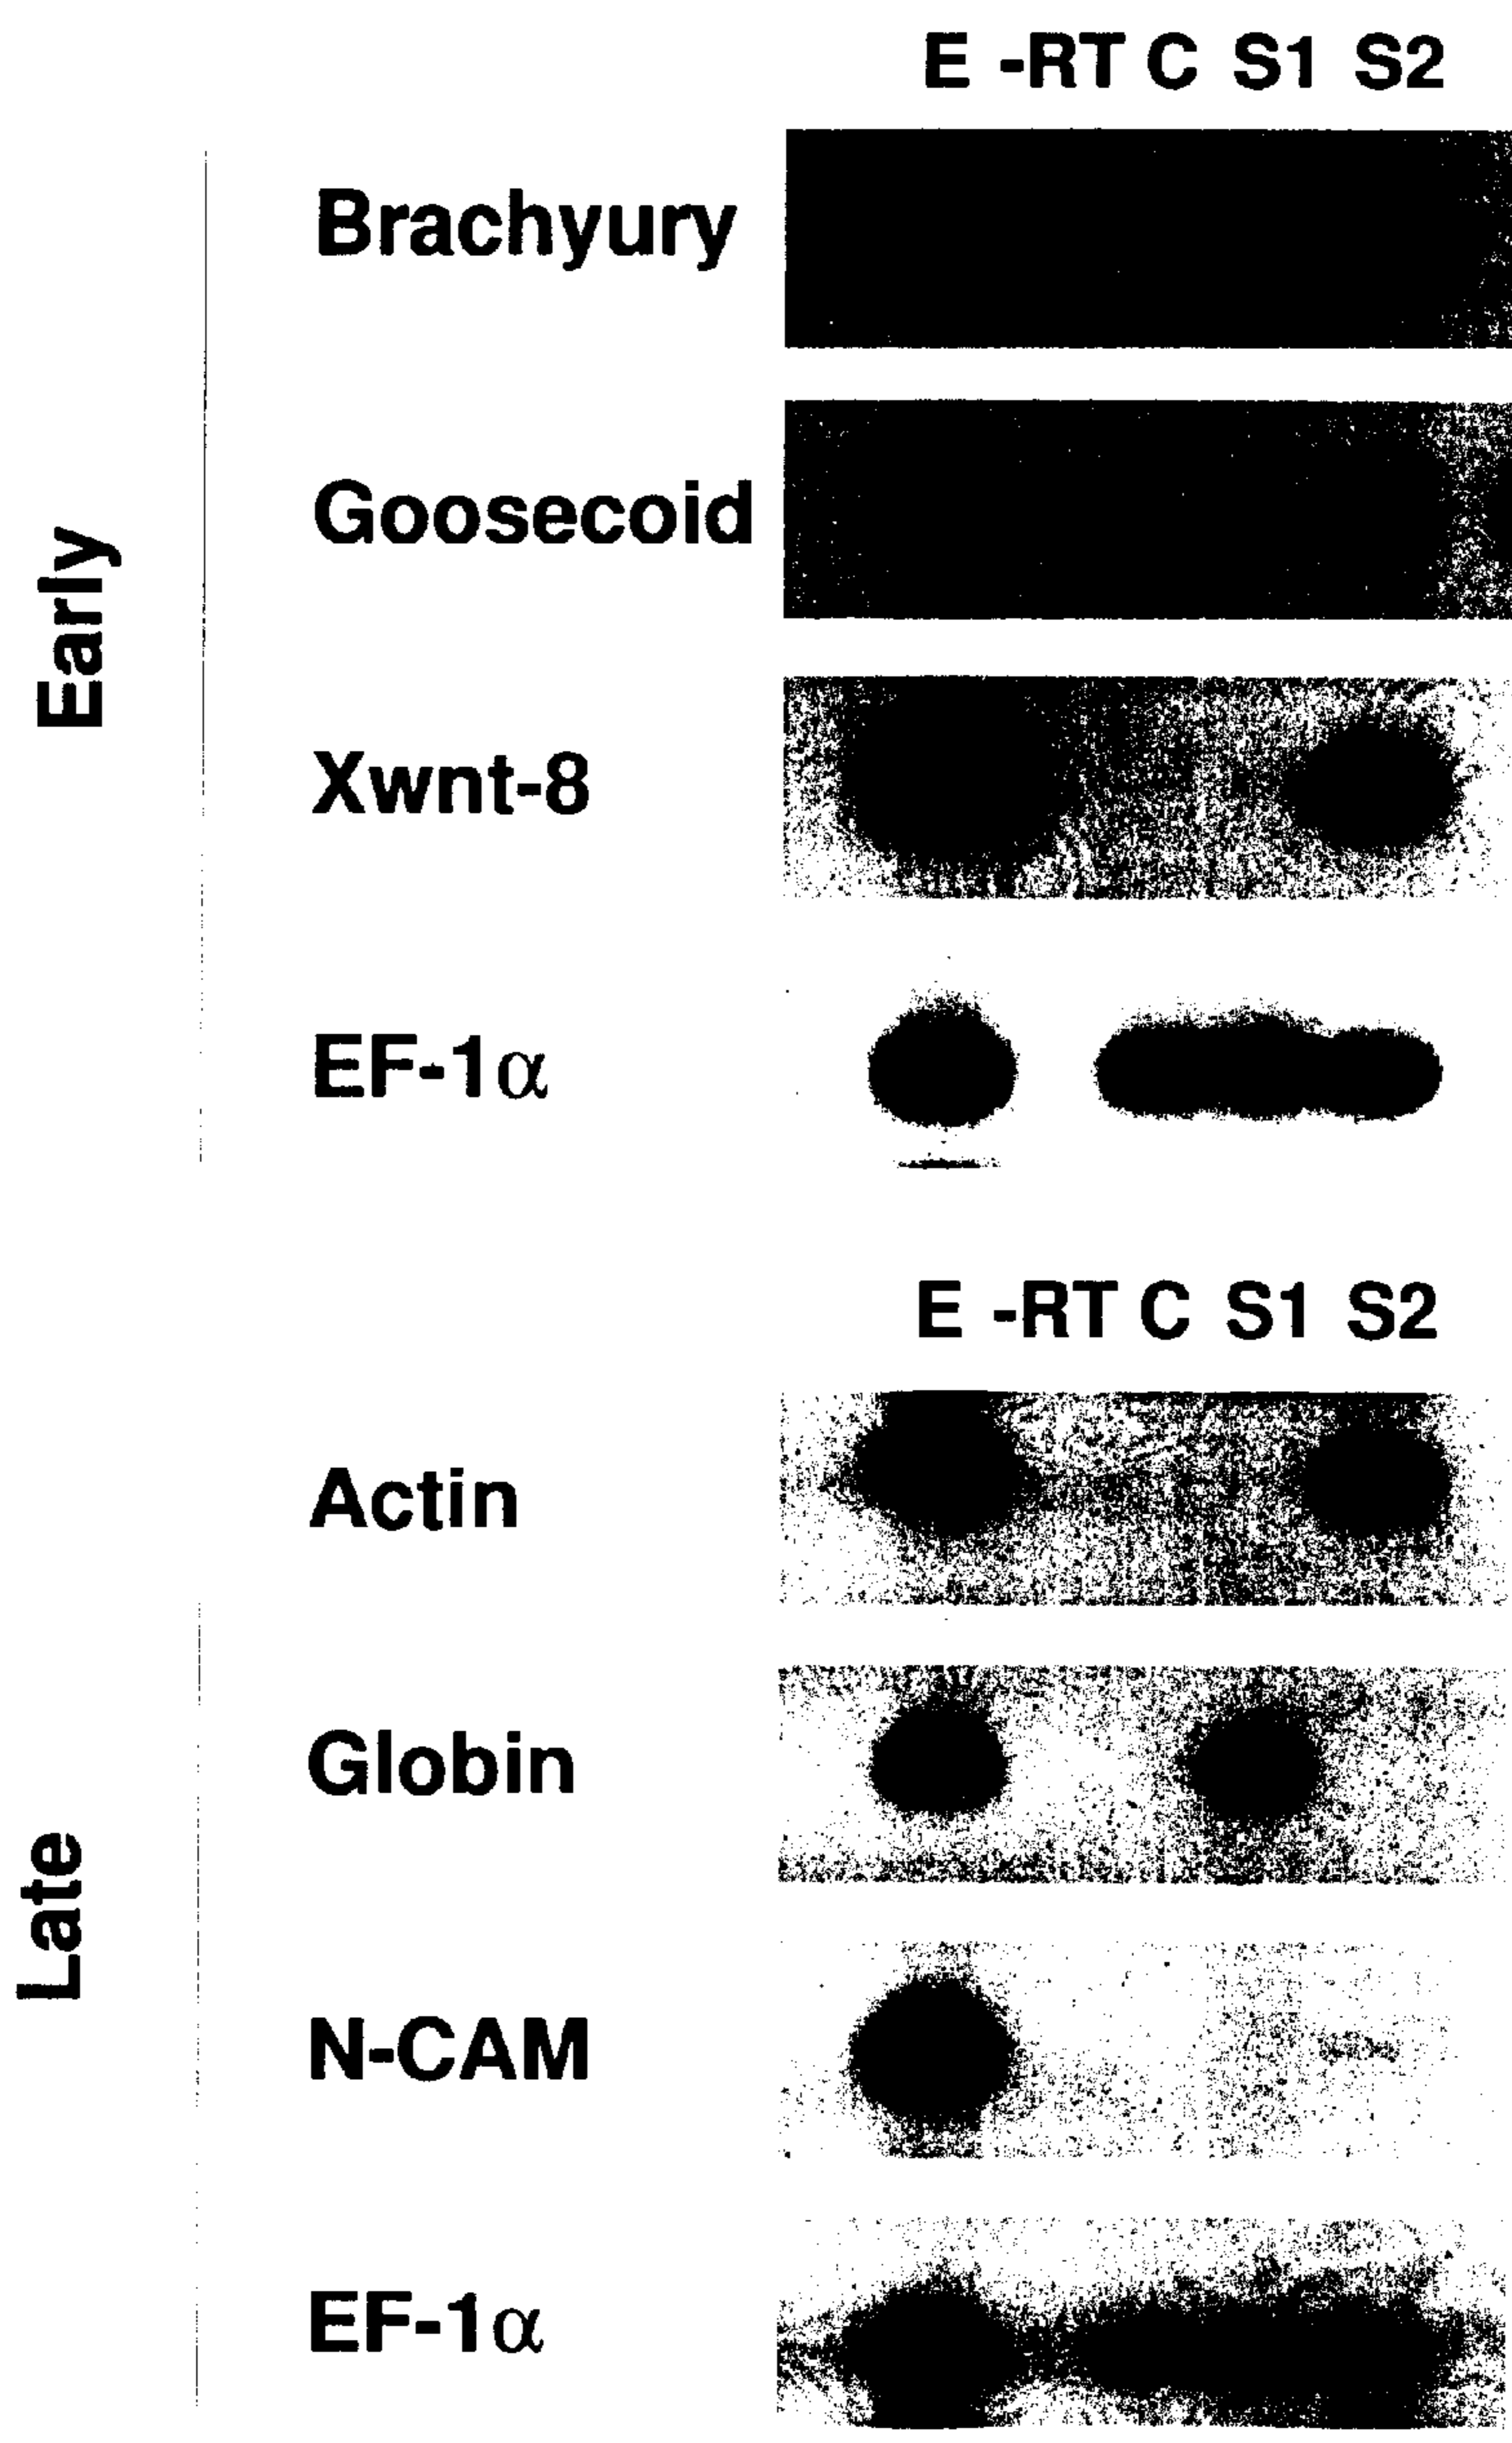 E -RT C S1 S2
Brachyury
Goosecoid
Early
Xwnt-8
EF-1α
E -RT C S1 S2
Actin
Globin
Late
N-CAM
EF-1α